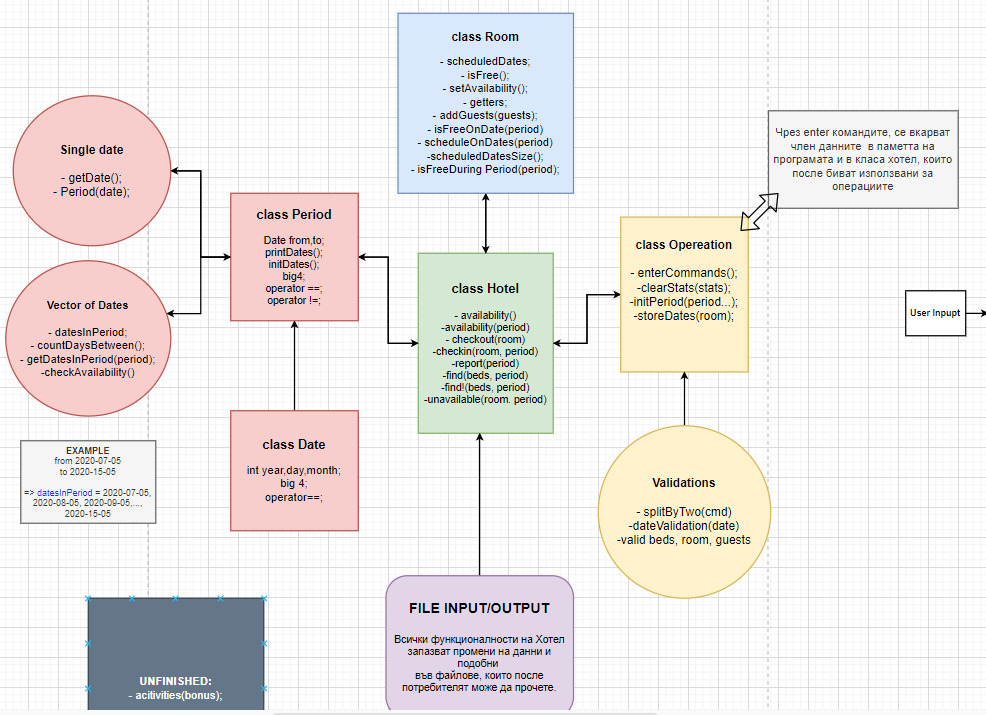 class Room
- scheduledDates;
- isFree();
- setAvailability();
- getters;
- addGuests(guests);
- isFreeOnDate(period)
- scheduleOnDates(period)
-scheduledDatesSize();
- isFreeDuring Period(period);
Single date
- getDate();
- Period(date);
Чрез enter командите, се вкарват
член данните в паметта на
програмата и в класа хотел, които
после биват използвани за
операциите
class Period
Date from,to;
printDates();
initDates();
big4;
operator ==;
operator !=;
class Opereation
- enterCommands();
-clearStats(stats);
-initPeriod(period...);
-storeDates(room);
class Hotel
- availability()
-availability(period)
- checkout(room)
-checkin(room, period)
-report(period)
-find(beds, period)
-find!(beds, period)
-unavailable(room. period)
Vector of Dates
- datesInPeriod;
- countDaysBetween();
- getDatesInPeriod(period);
-checkAvailability()
User Inpupt
EXAMPLE
from 2020-07-05
to 2020-15-05
=> datesInPeriod = 2020-07-05,
2020-08-05, 2020-09-05,...,
2020-15-05
class Date
int year,day,month;
big 4;
operator==;
Validations
- splitByTwo(cmd)
-dateValidation(date)
-valid beds, room, guests
FILE INPUT/OUTPUT
Всички функционалности на Хотел
запазват промени на данни и
подобни
във файлове, които после
потребителят може да прочете.
UNFINISHED:
- acitivities(bonus);